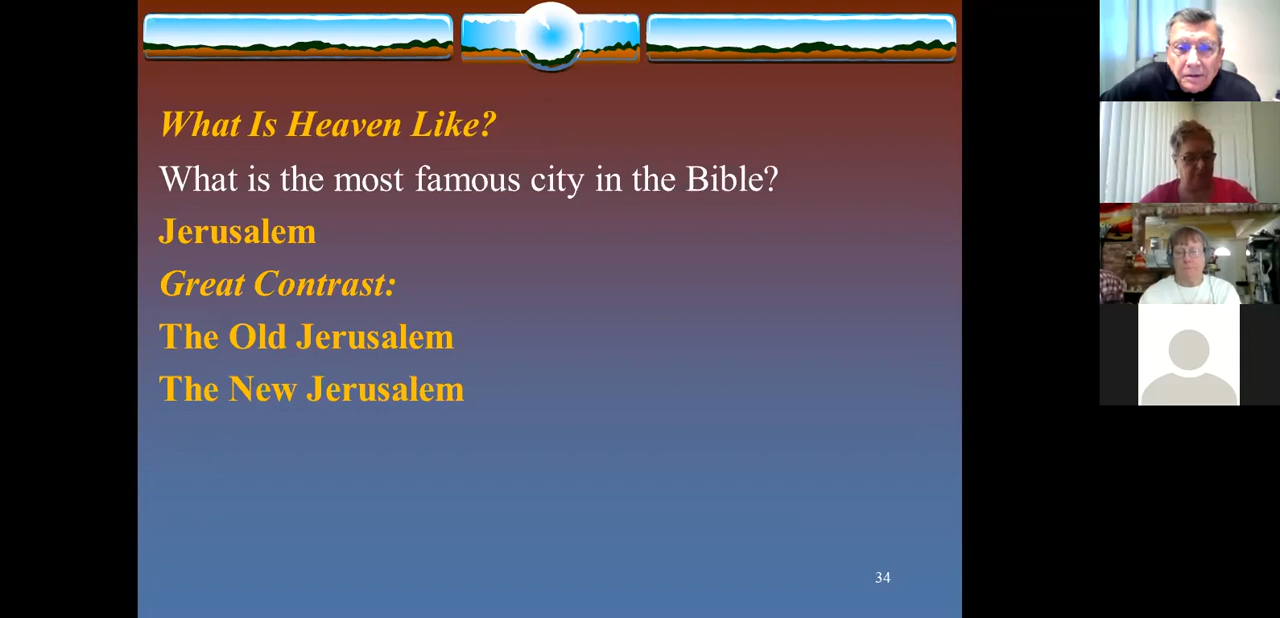 What Is Heaven Like?
What is the most famous city in the Bible?
Jerusalem
Great Contrast:
The Old Jerusalem
The New Jerusalem
34